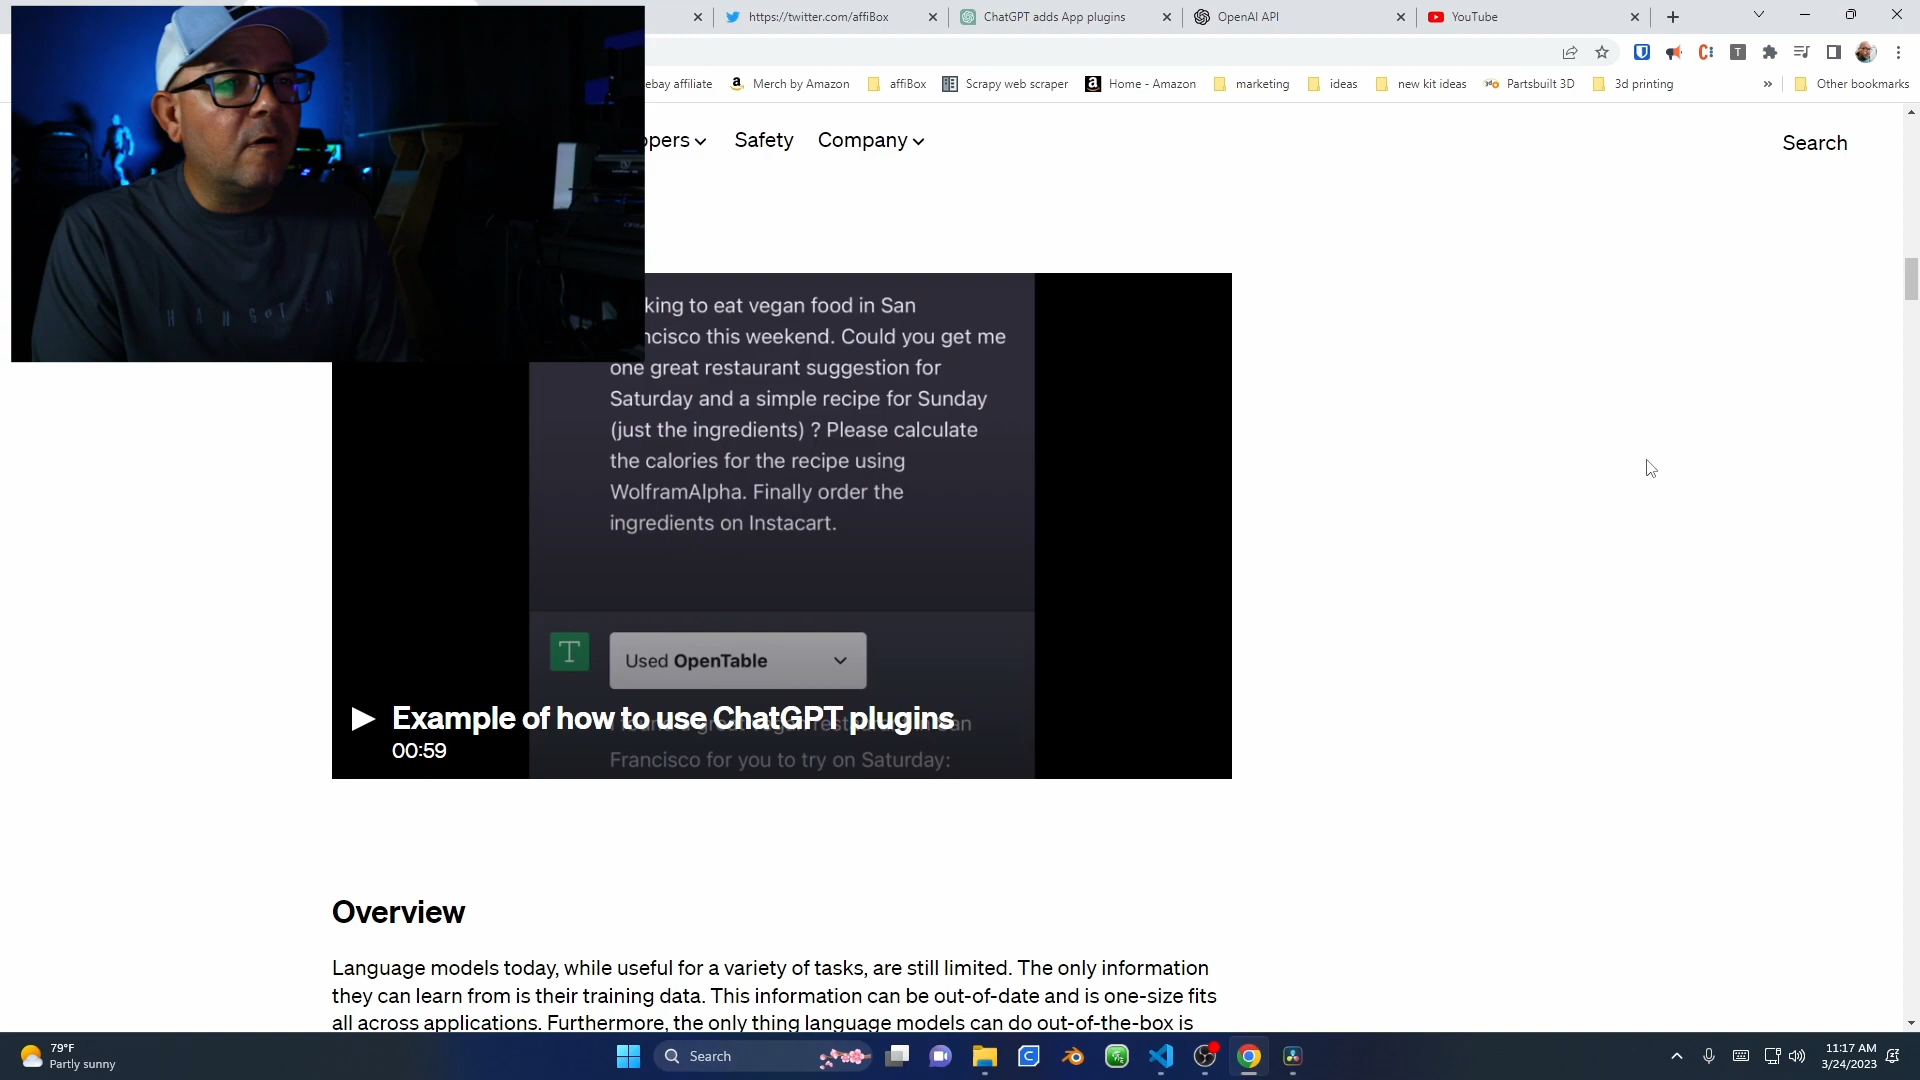 https://twitter.com/affiBox
ChatGPT adds App plugins
OpenAI API
YouTube
ebay affiliate
Merch by Amazon
affiBox
Scrapy web scraper
Home - Amazon
marketing
ideas
new kit ideas
Partsbuilt 3D
3d printing
»
Other bookmarks
opers
Safety
Company
Search
HANG TEN
king to eat vegan food in San
ncisco this weekend. Could you get me
one great restaurant suggestion for
Saturday and a simple recipe for Sunday
(just the ingredients) ? Please calculate
the calories for the recipe using
WolframAlpha. Finally order the
ingredients on Instacart.
Used OpenTable
Example of how to use ChatGPT plugins
00:59
Francisco for you to try on Saturday:
Overview
Language models today, while useful for a variety of tasks, are still limited. The only information
they can learn from is their training data. This information can be out-of-date and is one-size fits
all across applications. Furthermore, the only thing language models can do out-of-the-box is
79°F
Partly sunny
Search
11:17 AM
3/24/2023